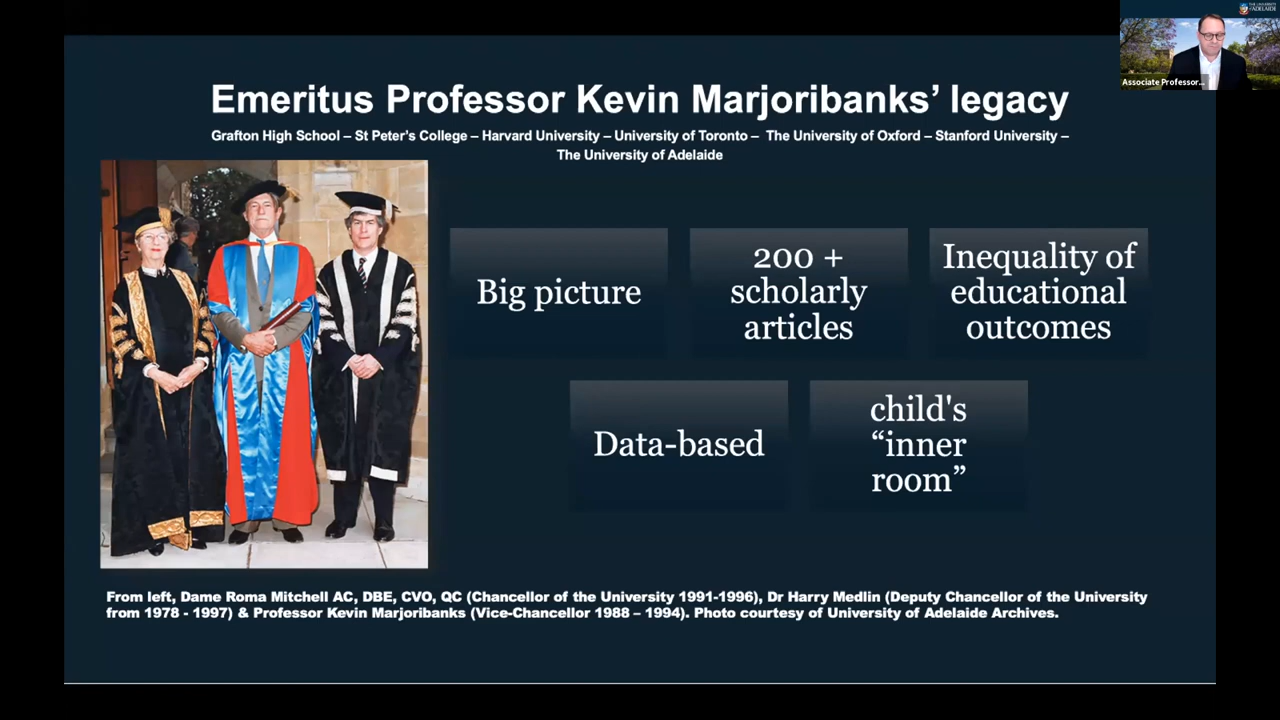 THE UNIVERSITY
of ADELAIDE
Associate Professor...
Emeritus Professor Kevin Marjoribanks’ legacy
Grafton High School – St Peter’s College – Harvard University – University of Toronto – The University of Oxford – Stanford University –
The University of Adelaide
Big picture
200 +
scholarly
articles
Inequality of
educational
outcomes
Data-based
child's
“inner
room”
From left, Dame Roma Mitchell AC, DBE, CVO, QC (Chancellor of the University 1991-1996), Dr Harry Medlin (Deputy Chancellor of the University
from 1978 - 1997) & Professor Kevin Marjoribanks (Vice-Chancellor 1988 – 1994). Photo courtesy of University of Adelaide Archives.